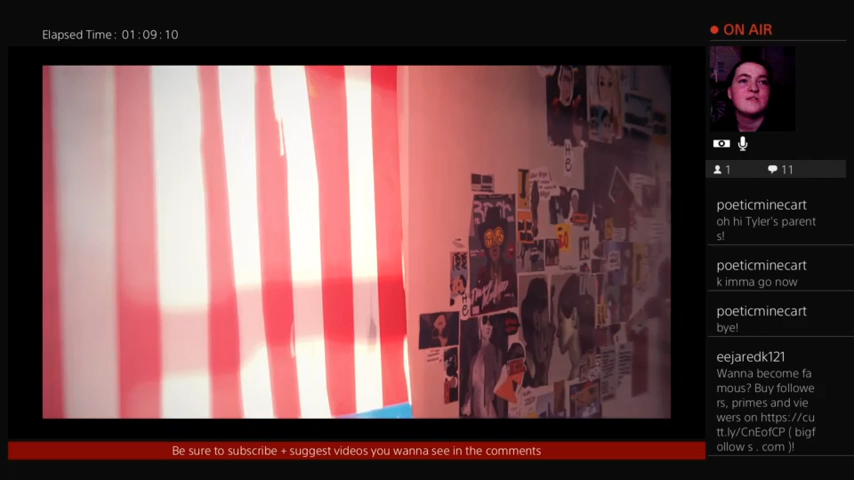 Elapsed Time: 01:09:10
ON AIR
1
11
poeticminecart
oh hi Tyler's parent
s!
poeticminecart
k imma go now
poeticminecart
bye!
eejaredk121
Wanna become fa
mous? Buy followe
rs, primes and vie
wers on https://cu
tt.ly/CnEofCP ( bigf
ollow s . com )!
Be sure to subscribe + suggest videos you wanna see in the comments